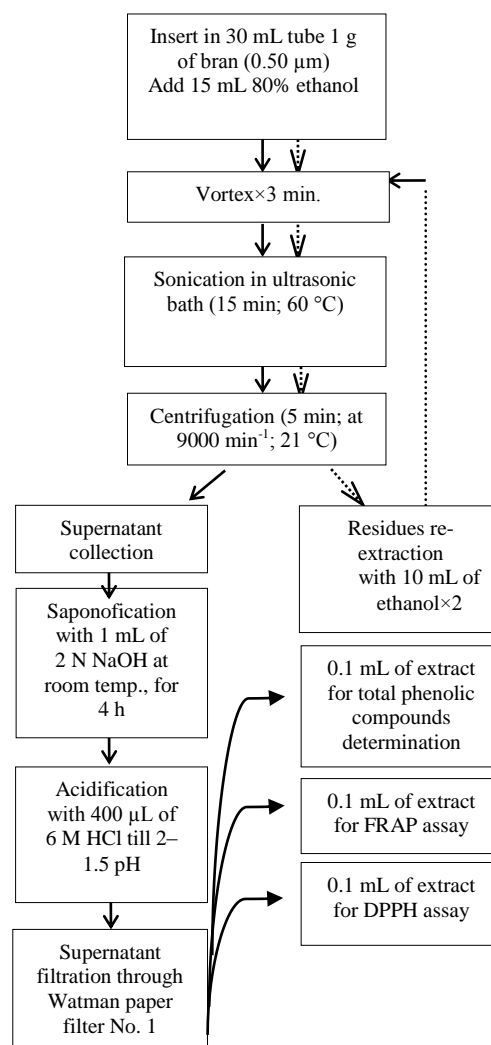 Insert in 30 mL tube 1 g
of bran (0.50 µm)
Add 15 mL 80% ethanol
Vortex×3 min.
Sonication in ultrasonic
bath (15 min; 60 °C)
Centrifugation (5 min; at
9000 min⁻¹; 21 °C)
Supernatant
collection
Residues re-
extraction
with 10 mL of
ethanol×2
Saponofication
with 1 mL of
2 N NaOH at
room temp., for
4 h
0.1 mL of extract
for total phenolic
compounds
determination
Acidification
with 400 µL of
6 M HCl till 2–
1.5 pH
0.1 mL of extract
for FRAP assay
0.1 mL of extract
for DPPH assay
Supernatant
filtration through
Watman paper
filter No. 1